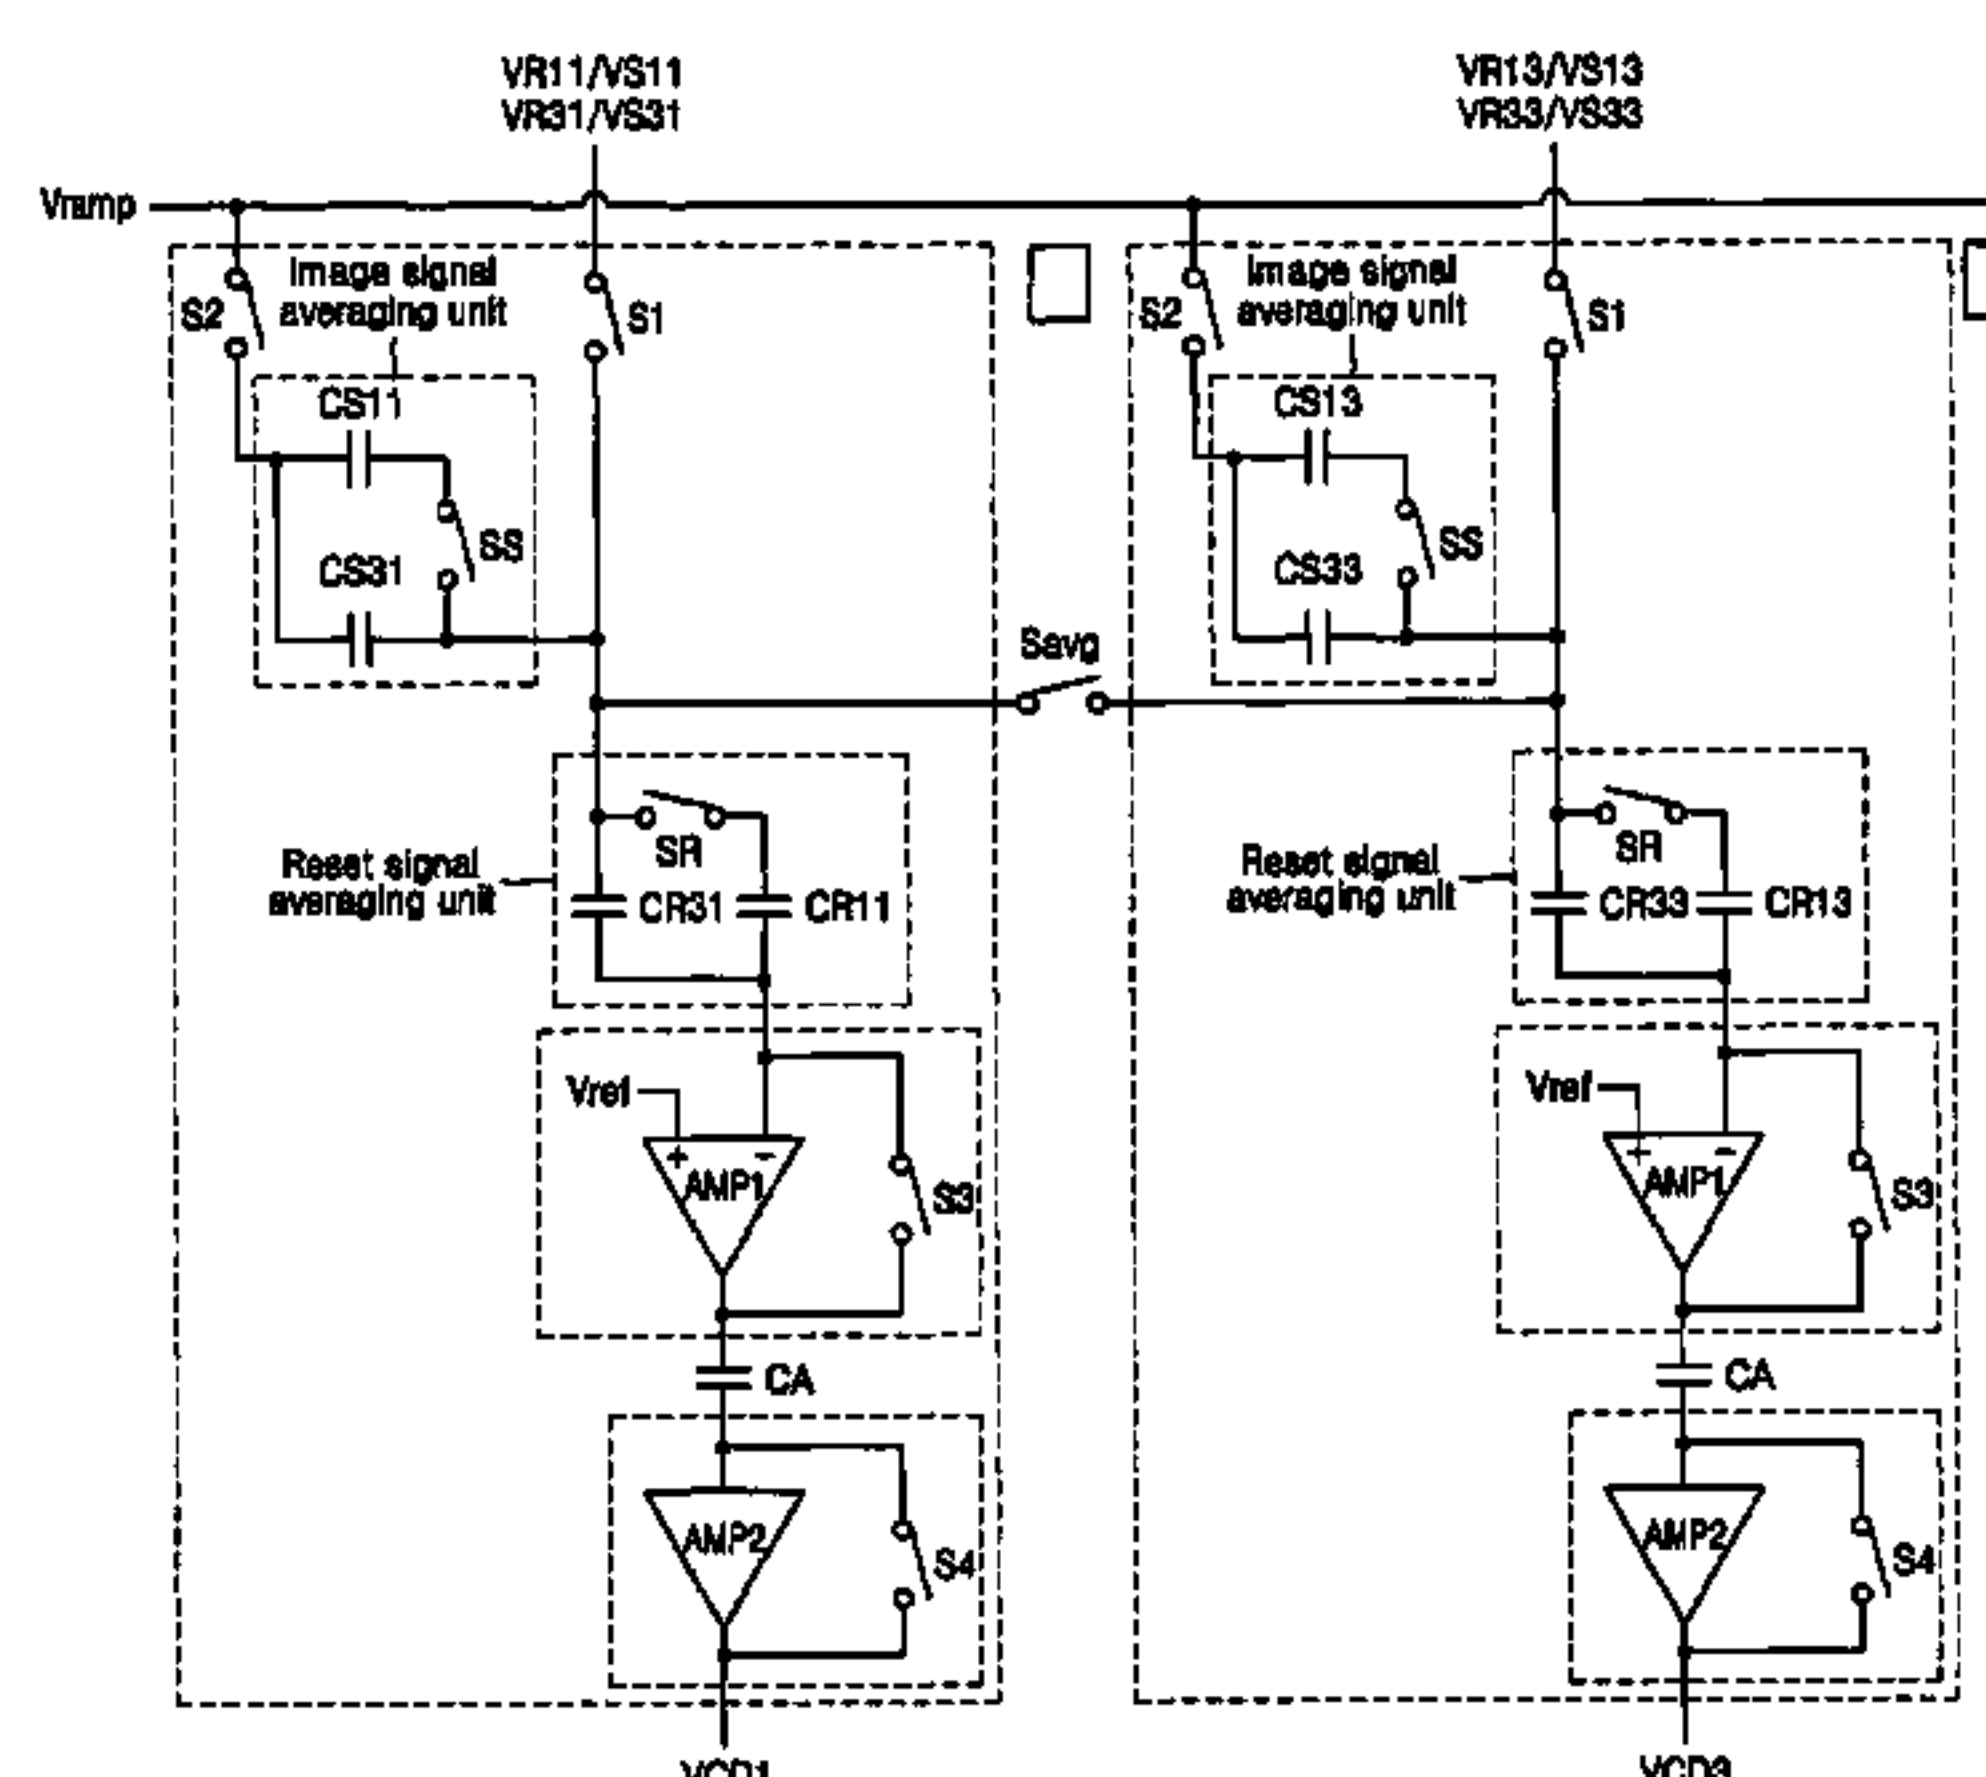 VR11/VS11
VR31/VS31
VR13/VS13
VR33/VS33
Vramp
S2
Image signal
averaging unit
S1
CS11
SS
CS31
S2
Image signal
averaging unit
S1
CS13
SS
CS33
Savg
SR
Reset signal
averaging unit
CR31
CR11
SR
Reset signal
averaging unit
CR33
CR13
Vref
+
-
AMP1
S3
Vref
+
-
AMP1
S3
CA
CA
AMP2
S4
AMP2
S4